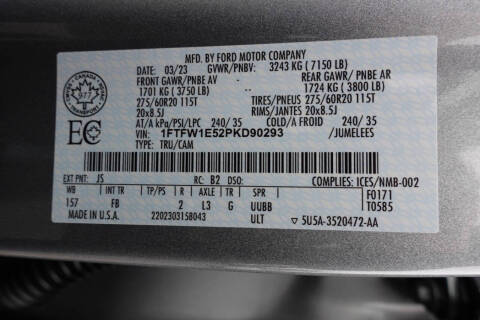 MFD. BY FORD MOTOR COMPANY
DATE: 03/23 GVWR/PNBV: 3243 KG ( 7150 LB)
FRONT GAWR/PNBE AV - REAR GAWR/PNBE AR
1701 KG ( 3750 LB) 1724 KG ( 3800 LB)
275/60R20 115T TIRES/PNEUS 275/60R20 115T
20x8.5J 20x8.5J
AT/A kPa/PSI/LPC 240/ 35 COLD/A FROID 240/ 35
VIN: 1FTFW1E52PKD90293 /JUMELEES
TYPE: TRU/CAM
CANADA
EC
EXT PNT: JS RC: B2 DSO: COMPLIES: ICES/NMB-002
WB INT TR TP/PS R AXLE TR SPR F0171
157 FB 2 L3 G UUBB T0585
MADE IN U.S.A. 2202303158043 ULT 5U5A-3520472-AA